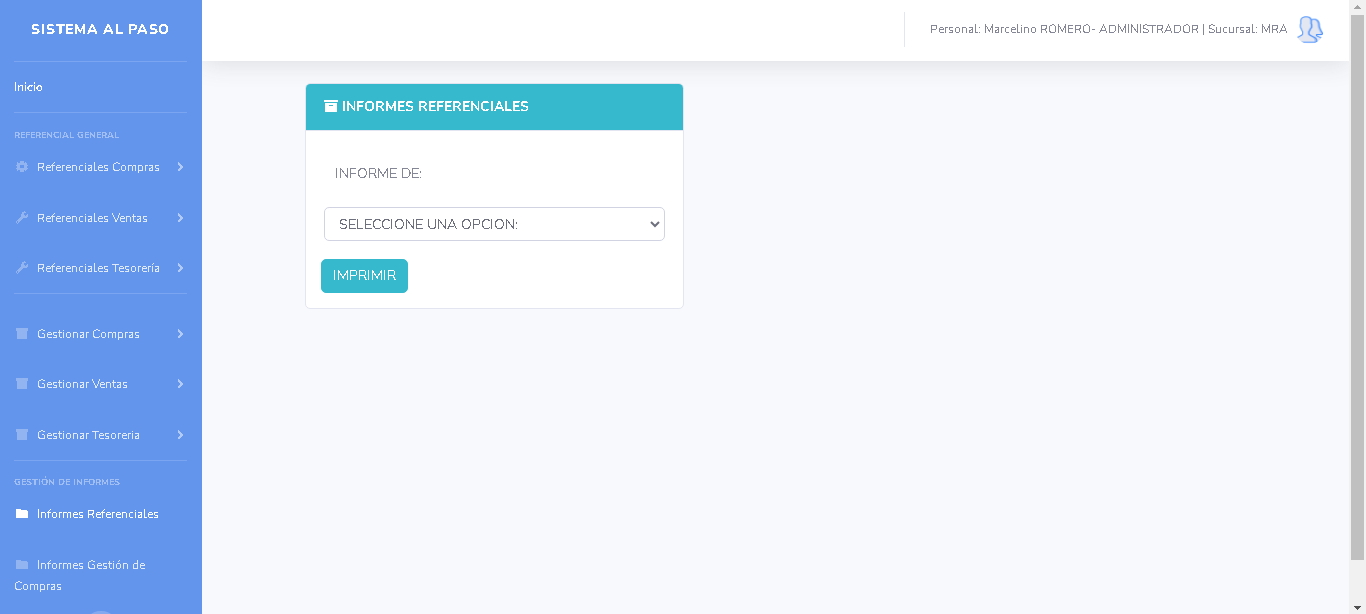 SISTEMA AL PASO
Personal: Marcelino ROMERO- ADMINISTRADOR | Sucursal: MRA
Inicio
REFERENCIAL GENERAL
Referenciales Compras
Referenciales Ventas
Referenciales Tesorería
Gestionar Compras
Gestionar Ventas
Gestionar Tesoreria
GESTIÓN DE INFORMES
Informes Referenciales
Informes Gestión de
Compras
INFORMES REFERENCIALES
INFORME DE:
SELECCIONE UNA OPCION:
IMPRIMIR